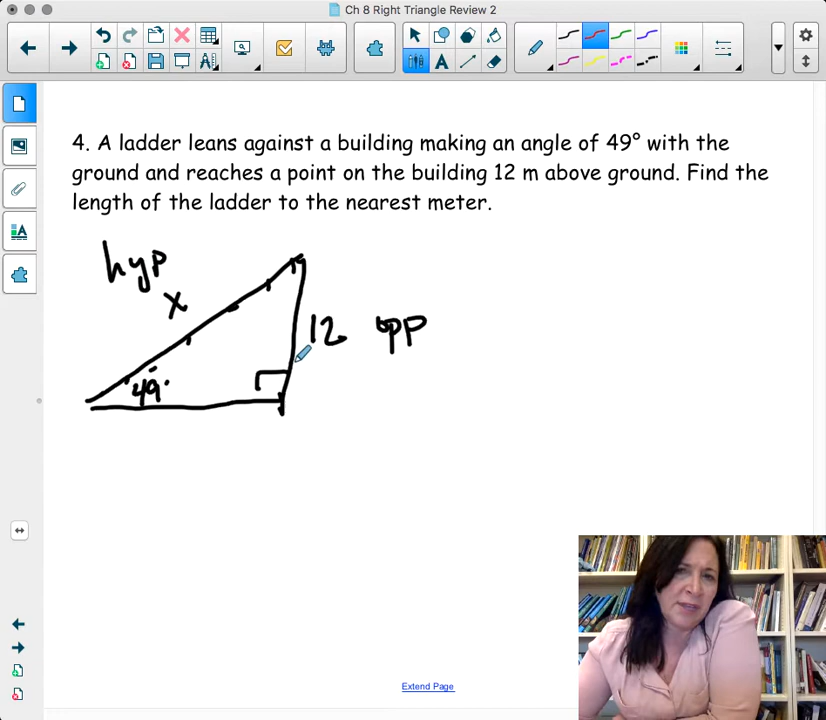 Ch 8 Right Triangle Review 2
4. A ladder leans against a building making an angle of 49° with the
ground and reaches a point on the building 12 m above ground. Find the
length of the ladder to the nearest meter.
hyp
x
12 opp
49°
Extend Page